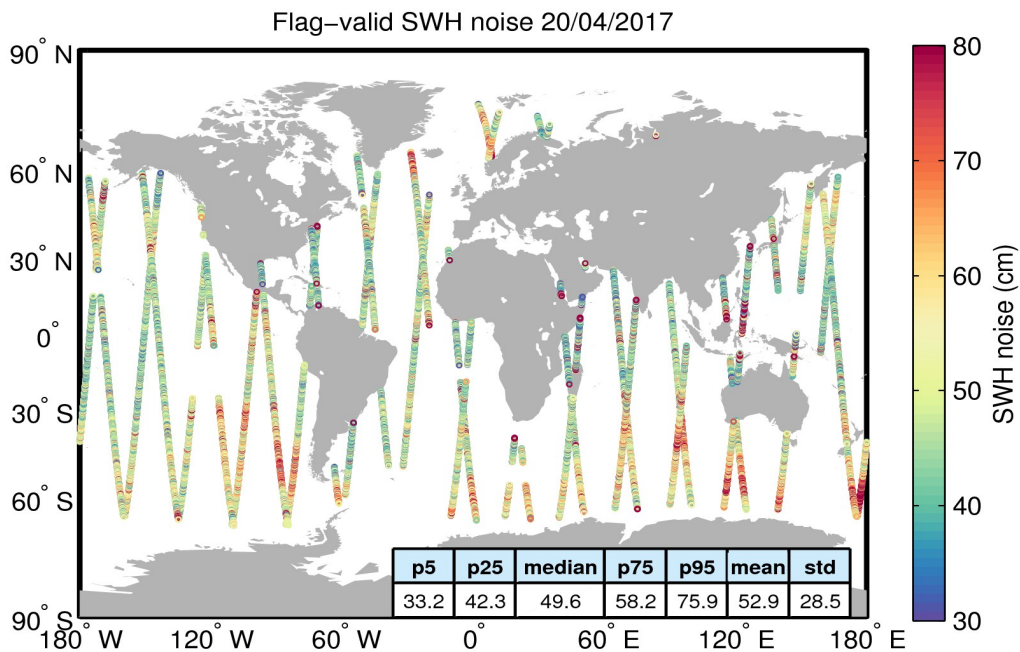 Flag−valid SWH noise 20/04/2017
90° N
60° N
30° N
0°
30° S
60° S
90° S
180° W
120° W
60° W
0°
60° E
120° E
180° E
p5 p25 median p75 p95 mean std
33.2 42.3 49.6 58.2 75.9 52.9 28.5
80
70
60
50
40
30
SWH noise (cm)